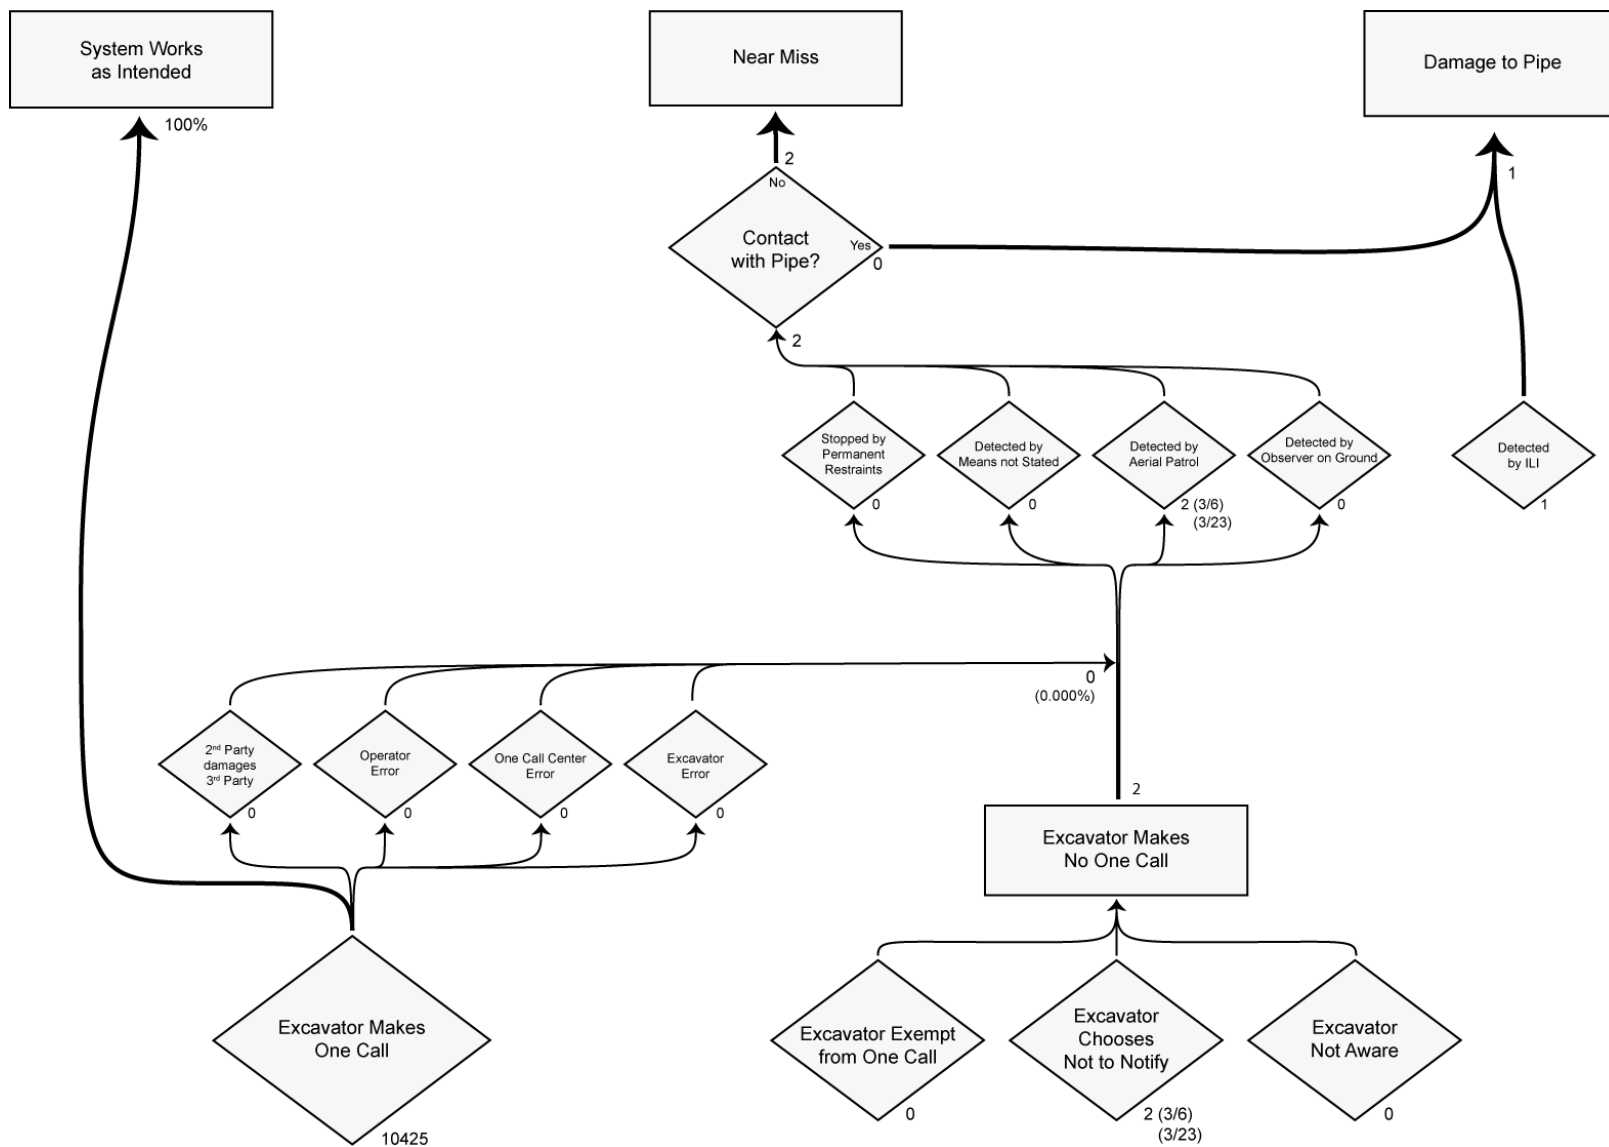 System Works
as Intended
Near Miss
Damage to Pipe
100%
2
No
1
Contact
with Pipe?
Yes
0
2
Stopped by
Permanent
Restraints
0
Detected by
Means not Stated
0
Detected by
Aerial Patrol
2 (3/6)
(3/23)
Detected by
Observer on Ground
0
Detected
by ILI
1
0
(0.000%)
2nd Party
damages
3rd Party
0
Operator
Error
0
One Call Center
Error
0
Excavator
Error
0
2
Excavator Makes
No One Call
Excavator Makes
One Call
10425
Excavator Exempt
from One Call
0
Excavator
Chooses
Not to Notify
2 (3/6)
(3/23)
Excavator
Not Aware
0